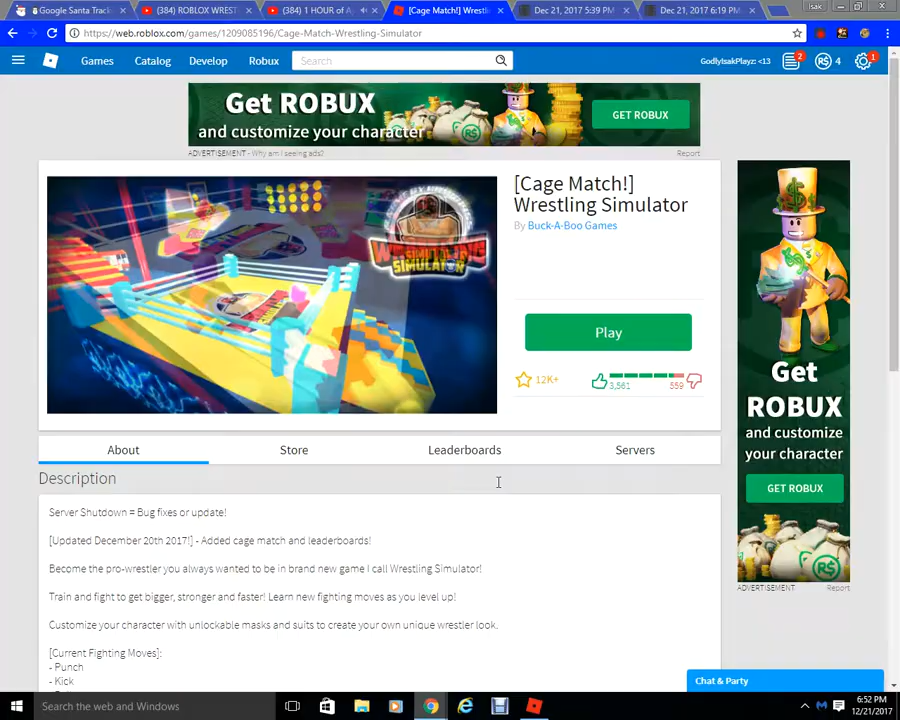 Google Santa Track
(384) ROBLOX WREST
(384) 1 HOUR of A
[Cage Match!] Wrestli
Dec 21, 2017 5:39 PM
Dec 21, 2017 6:19 PM
isak
https://web.roblox.com/games/1209085196/Cage-Match-Wrestling-Simulator
Games Catalog Develop Robux Search GodlyIsakPlayz: <13 2 R$ 4 1
Get ROBUX
and customize your character
GET ROBUX
ADVERTISEMENT - Why am I seeing ads? Report
WRESTLING
SIMULATOR
[Cage Match!]
Wrestling Simulator
By Buck-A-Boo Games
Play
12K+ 3,561 559
Get
ROBUX
and customize
your character
GET ROBUX
ADVERTISEMENT Report
About Store Leaderboards Servers
Description
Server Shutdown = Bug fixes or update!
[Updated December 20th 2017!] - Added cage match and leaderboards!
Become the pro-wrestler you always wanted to be in brand new game I call Wrestling Simulator!
Train and fight to get bigger, stronger and faster! Learn new fighting moves as you level up!
Customize your character with unlockable masks and suits to create your own unique wrestler look.
[Current Fighting Moves]:
- Punch
- Kick
Chat & Party
Search the web and Windows
6:52 PM
12/21/2017